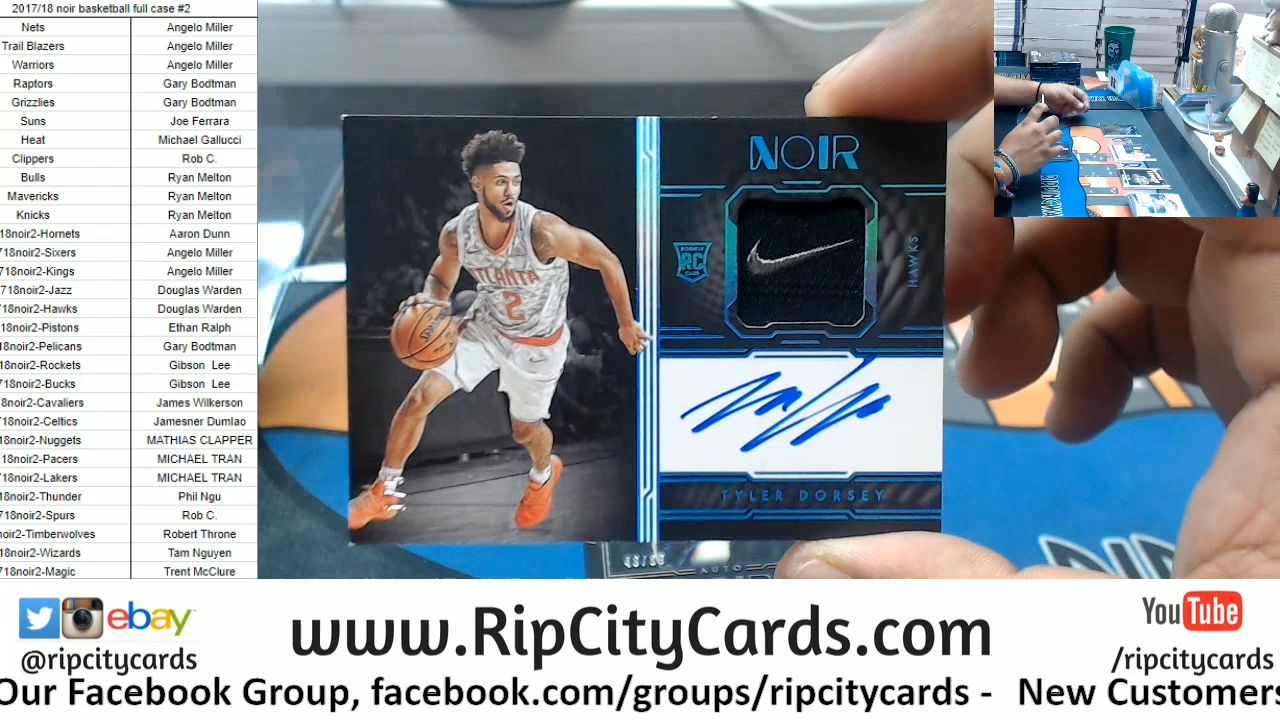 2017/18 noir basketball full case #2
Nets Angelo Miller
Trail Blazers Angelo Miller
Warriors Angelo Miller
Raptors Gary Bodtman
Grizzlies Gary Bodtman
Suns Joe Ferrara
Heat Michael Gallucci
Clippers Rob C.
Bulls Ryan Melton
Mavericks Ryan Melton
Knicks Ryan Melton
18noir2-Hornets Aaron Dunn
718noir2-Sixers Angelo Miller
718noir2-Kings Angelo Miller
718noir2-Jazz Douglas Warden
718noir2-Hawks Douglas Warden
718noir2-Pistons Ethan Ralph
18noir2-Pelicans Gary Bodtman
18noir2-Rockets Gibson Lee
718noir2-Bucks Gibson Lee
8noir2-Cavaliers James Wilkerson
718noir2-Celtics Jamesner Dumlao
18noir2-Nuggets MATHIAS CLAPPER
718noir2-Pacers MICHAEL TRAN
718noir2-Lakers MICHAEL TRAN
18noir2-Thunder Phil Ngu
718noir2-Spurs Rob C.
noir2-Timberwolves Robert Throne
18noir2-Wizards Tam Nguyen
718noir2-Magic Trent McClure
NOIR
ROOKIE
RC
CARD
HAWKS
ATLANTA
2
SPALDING
TYLER DORSEY
AUTO
ebay
@ripcitycards
www.RipCityCards.com
YouTube
/ripcitycards
Our Facebook Group, facebook.com/groups/ripcitycards - New Customers